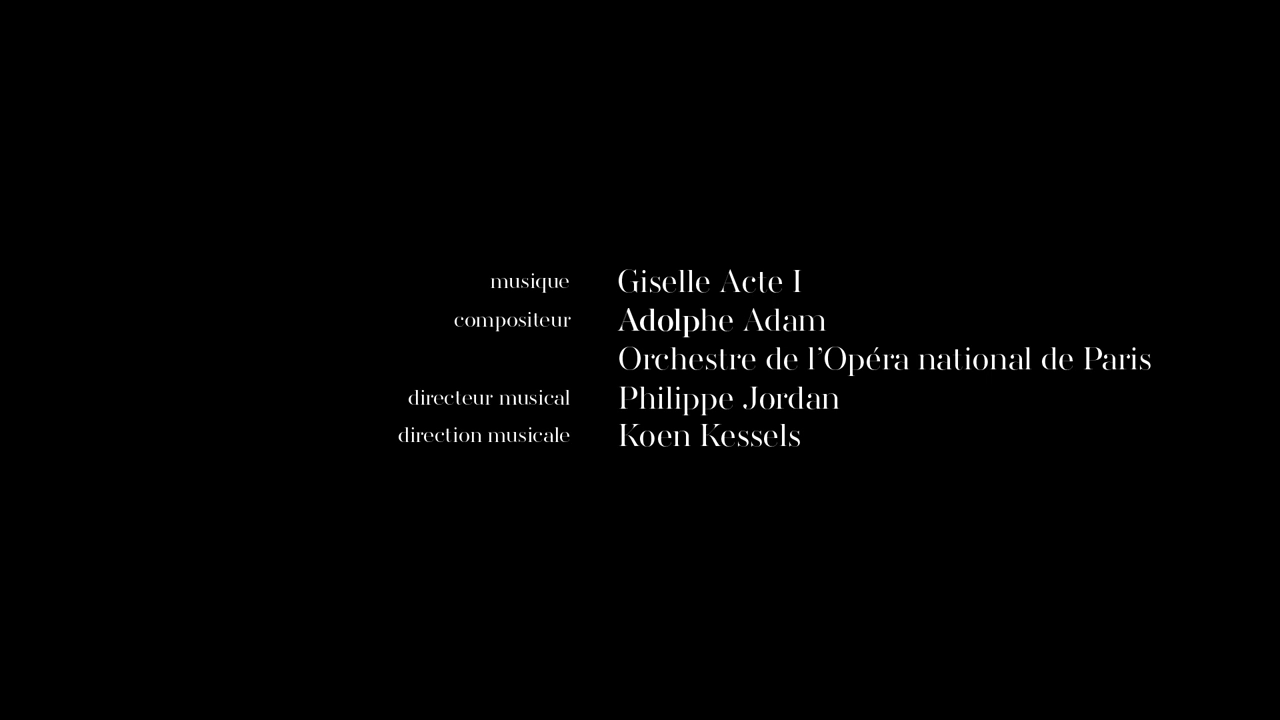 musique Giselle Acte I
compositeur Adolphe Adam
Orchestre de l’Opéra national de Paris
directeur musical Philippe Jordan
direction musicale Koen Kessels